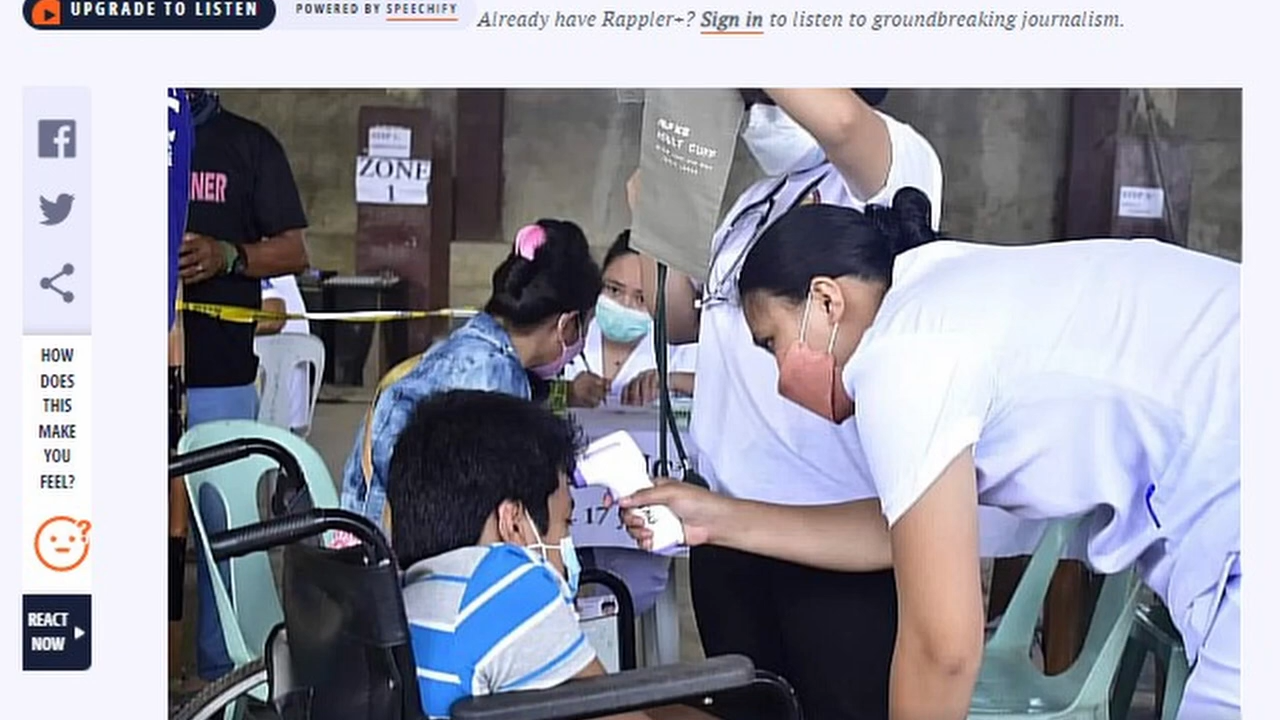 UPGRADE TO LISTEN
POWERED BY SPEECHIFY
Already have Rappler+? Sign in to listen to groundbreaking journalism.
HOW
DOES
THIS
MAKE
YOU
FEEL?
?
REACT
NOW
NER
ZONE
1
17